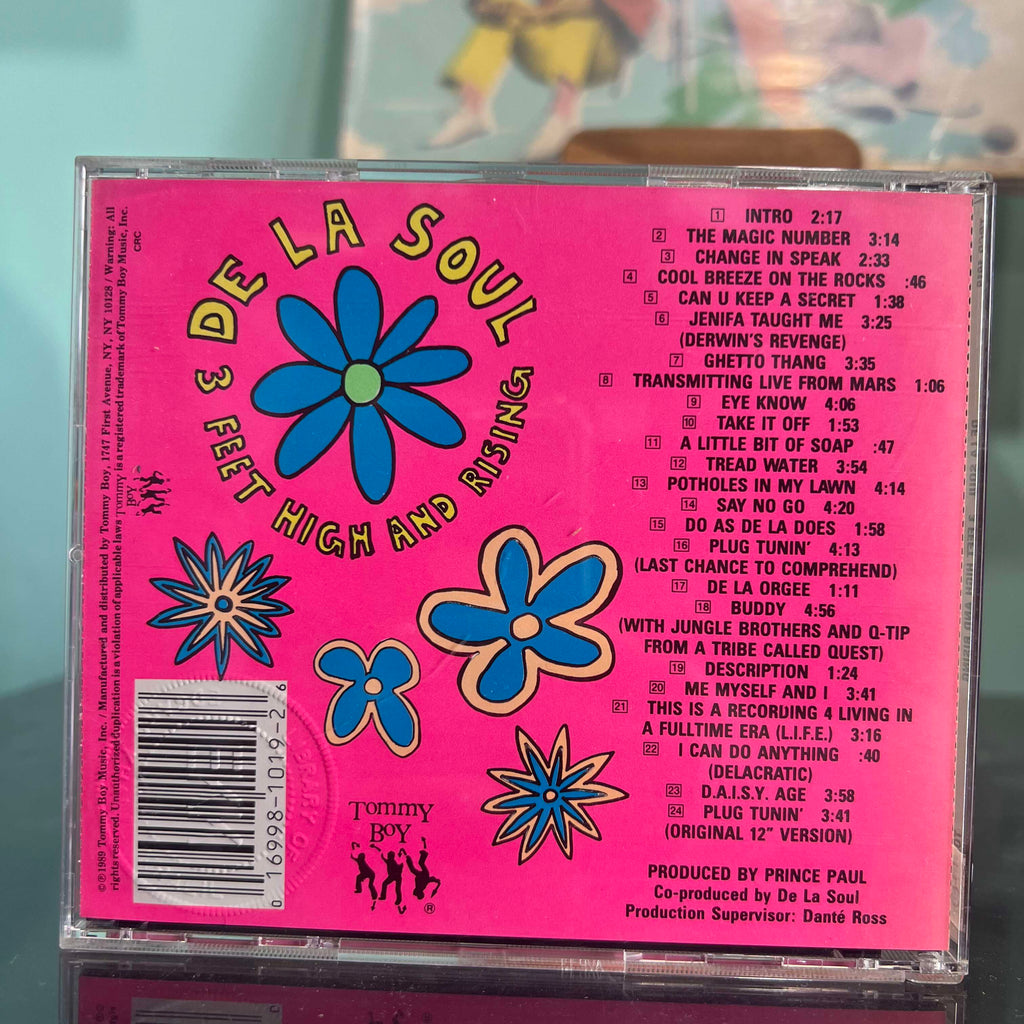 DE LA SOUL
3 FEET HIGH AND RISING
1 INTRO 2:17
2 THE MAGIC NUMBER 3:14
3 CHANGE IN SPEAK 2:33
4 COOL BREEZE ON THE ROCKS :46
5 CAN U KEEP A SECRET 1:38
6 JENIFA TAUGHT ME 3:25
(DERWIN'S REVENGE)
7 GHETTO THANG 3:35
8 TRANSMITTING LIVE FROM MARS 1:06
9 EYE KNOW 4:06
10 TAKE IT OFF 1:53
11 A LITTLE BIT OF SOAP :47
12 TREAD WATER 3:54
13 POTHOLES IN MY LAWN 4:14
14 SAY NO GO 4:20
15 DO AS DE LA DOES 1:58
16 PLUG TUNIN' 4:13
(LAST CHANCE TO COMPREHEND)
17 DE LA ORGEE 1:11
18 BUDDY 4:56
(WITH JUNGLE BROTHERS AND Q-TIP
FROM A TRIBE CALLED QUEST)
19 DESCRIPTION 1:24
20 ME MYSELF AND I 3:41
21 THIS IS A RECORDING 4 LIVING IN
A FULLTIME ERA (L.I.F.E.) 3:16
22 I CAN DO ANYTHING :40
(DELACRATIC)
23 D.A.I.S.Y. AGE 3:58
24 PLUG TUNIN' 3:41
(ORIGINAL 12" VERSION)
PRODUCED BY PRINCE PAUL
Co-produced by De La Soul
Production Supervisor: Danté Ross
TOMMY
BOY
®
0 16998-1019-2 6
©℗1989 Tommy Boy Music, Inc. / Manufactured and distributed by Tommy Boy, 1747 First Avenue, NY, NY 10128 / Warning: All
rights reserved. Unauthorized duplication is a violation of applicable laws Tommy Boy is a registered trademark of Tommy Boy Music, Inc.
CRC